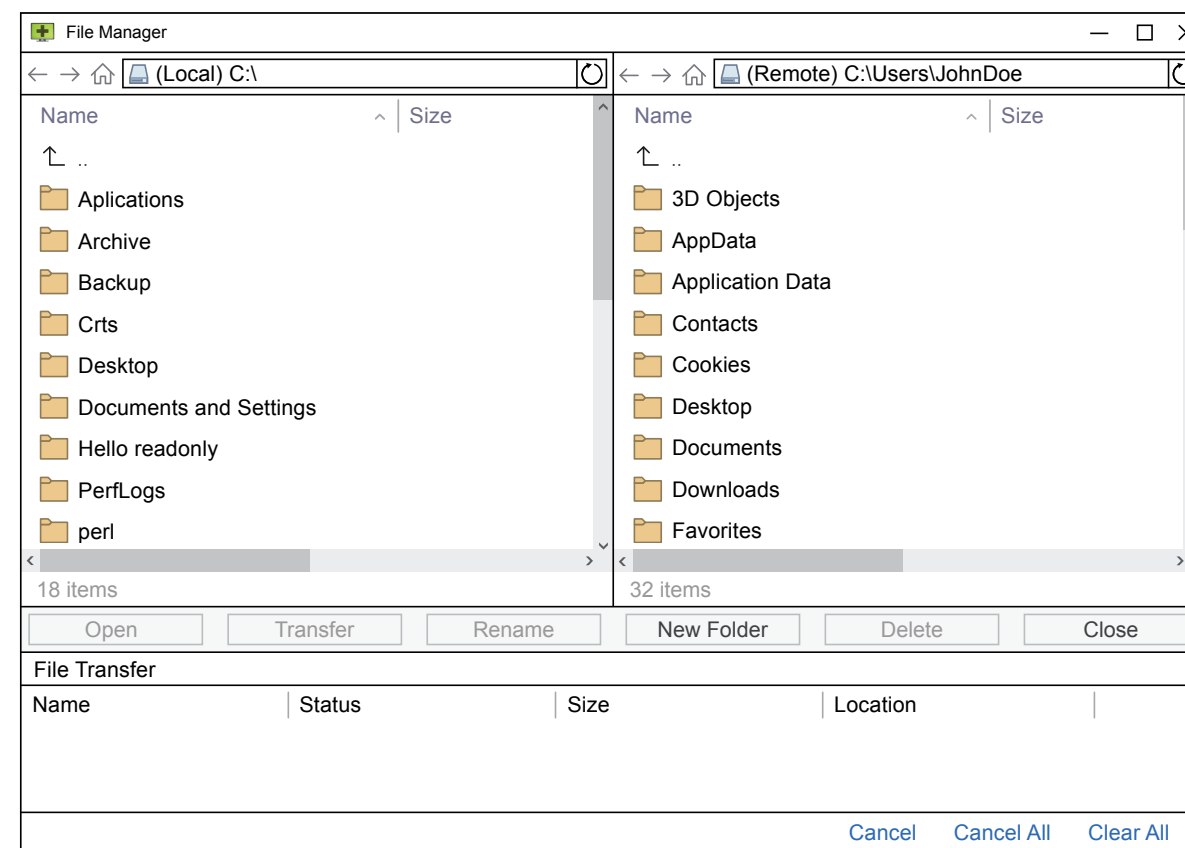 File Manager
(Local) C:\
(Remote) C:\Users\JohnDoe
Name
Size
..
Aplications
Archive
Backup
Crts
Desktop
Documents and Settings
Hello readonly
PerfLogs
perl
18 items
Name
Size
..
3D Objects
AppData
Application Data
Contacts
Cookies
Desktop
Documents
Downloads
Favorites
32 items
Open
Transfer
Rename
New Folder
Delete
Close
File Transfer
Name
Status
Size
Location
Cancel
Cancel All
Clear All